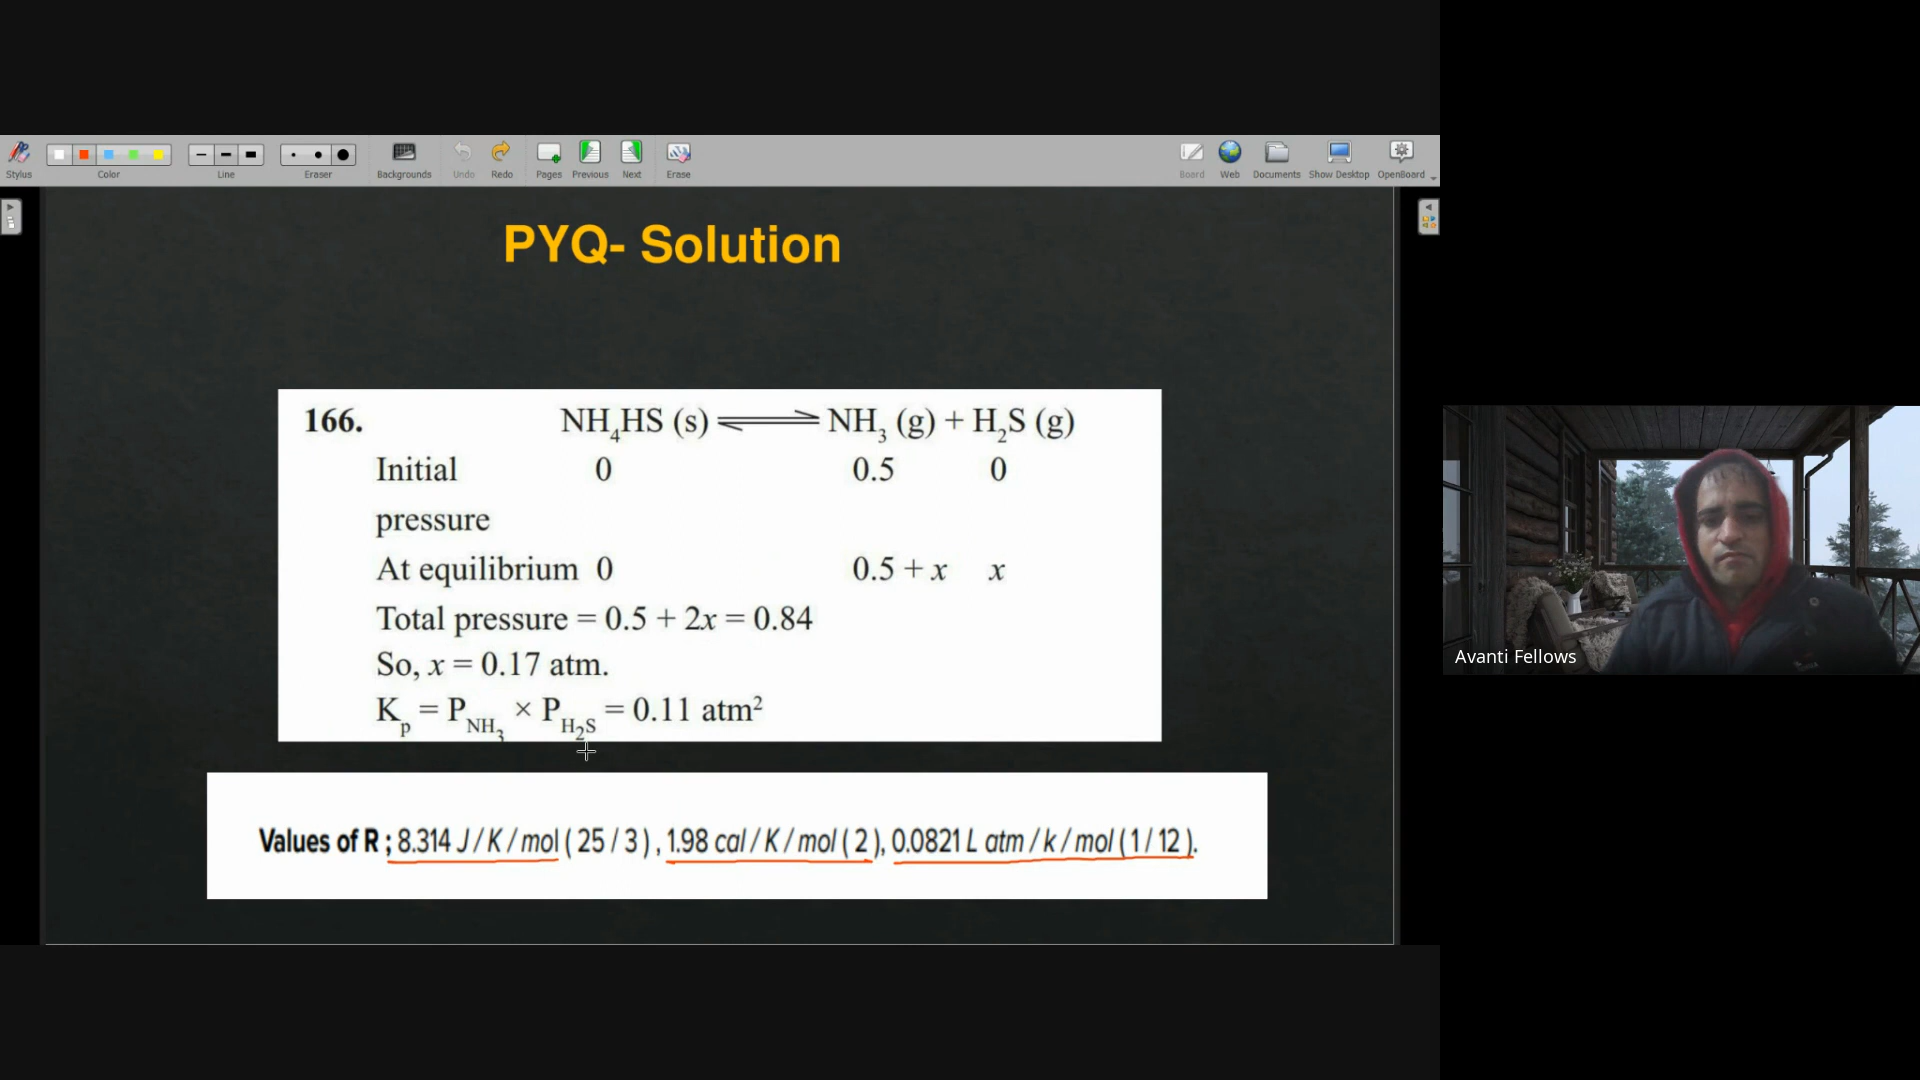 Stylus Color Line Eraser Backgrounds Undo Redo Pages Previous Next Erase Board Web Documents Show Desktop OpenBoard
PYQ- Solution
166. NH₄HS (s) ⇌ NH₃ (g) + H₂S (g)
Initial 0 0.5 0
pressure
At equilibrium 0 0.5 + x x
Total pressure = 0.5 + 2x = 0.84
So, x = 0.17 atm.
Kₚ = P_NH₃ × P_H₂S = 0.11 atm²
Values of R ; 8.314 J / K / mol ( 25 / 3 ) , 1.98 cal / K / mol ( 2 ), 0.0821 L atm / k / mol ( 1 / 12 ).
Avanti Fellows